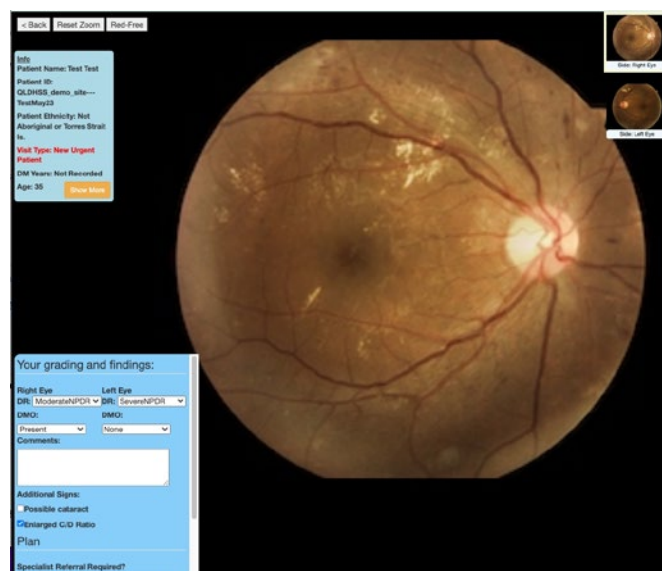 < Back Reset Zoom Red-Free
Info
Patient Name: Test Test
Patient ID:
QLDHSS_demo_site---
TestMay23
Patient Ethnicity: Not
Aboriginal or Torres Strait
Is.
Visit Type: New Urgent
Patient
DM Years: Not Recorded
Age: 35 Show More
Side: Right Eye
Side: Left Eye
Your grading and findings:
Right Eye Left Eye
DR: ModerateNPDR DR: SevereNPDR
DMO: DMO:
Present None
Comments:
Additional Signs:
Possible cataract
Enlarged C/D Ratio
Plan
Specialist Referral Required?